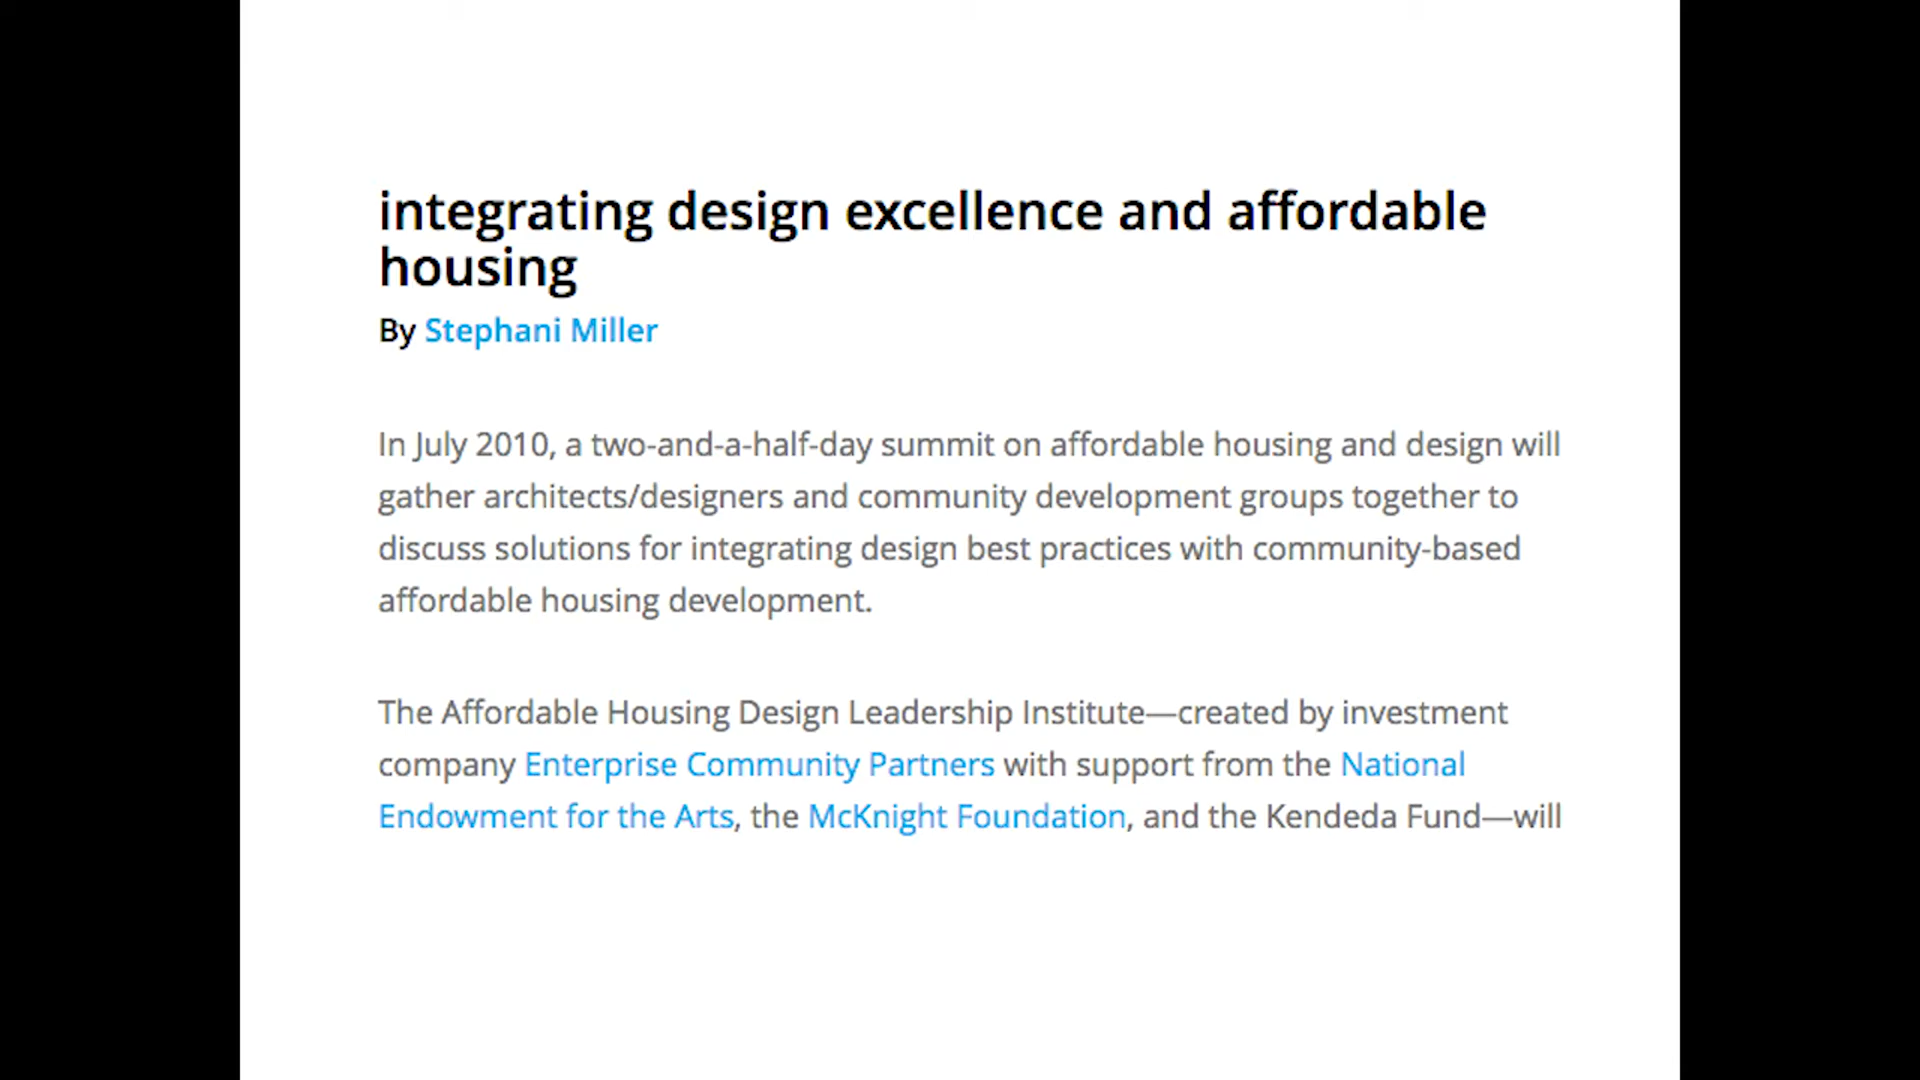 integrating design excellence and affordable
housing
By Stephani Miller
In July 2010, a two-and-a-half-day summit on affordable housing and design will
gather architects/designers and community development groups together to
discuss solutions for integrating design best practices with community-based
affordable housing development.
The Affordable Housing Design Leadership Institute—created by investment
company Enterprise Community Partners with support from the National
Endowment for the Arts, the McKnight Foundation, and the Kendeda Fund—will